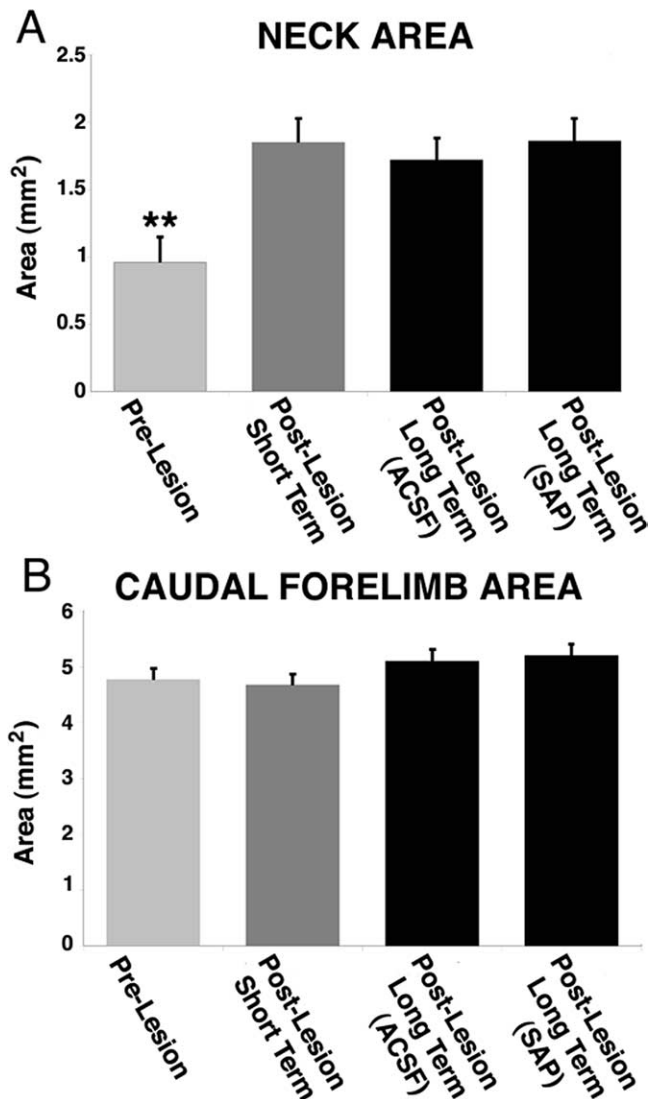 A
NECK AREA
2.5
2
1.5
1
0.5
0
Area (mm²)
**
Pre-Lesion
Post-Lesion
Short Term
Post-Lesion
Long Term
(ACSF)
Post-Lesion
Long Term
(SAP)
B
CAUDAL FORELIMB AREA
6
5
4
3
2
1
0
Area (mm²)
Pre-Lesion
Post-Lesion
Short Term
Post-Lesion
Long Term
(ACSF)
Post-Lesion
Long Term
(SAP)